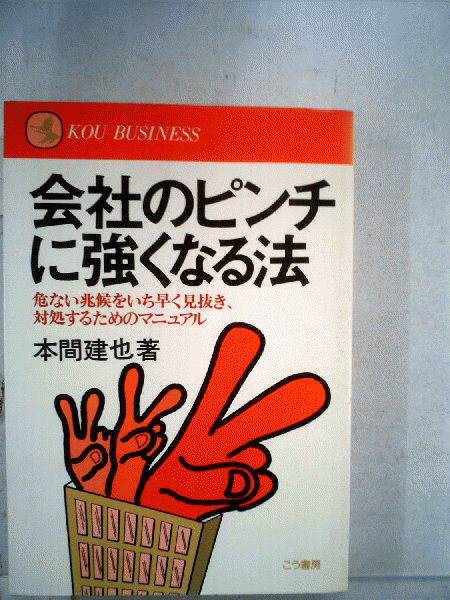 KOU BUSINESS
会社のピンチ
に強くなる法
危ない兆候をいち早く見抜き、
対処するためのマニュアル
本間建也著
こう書房